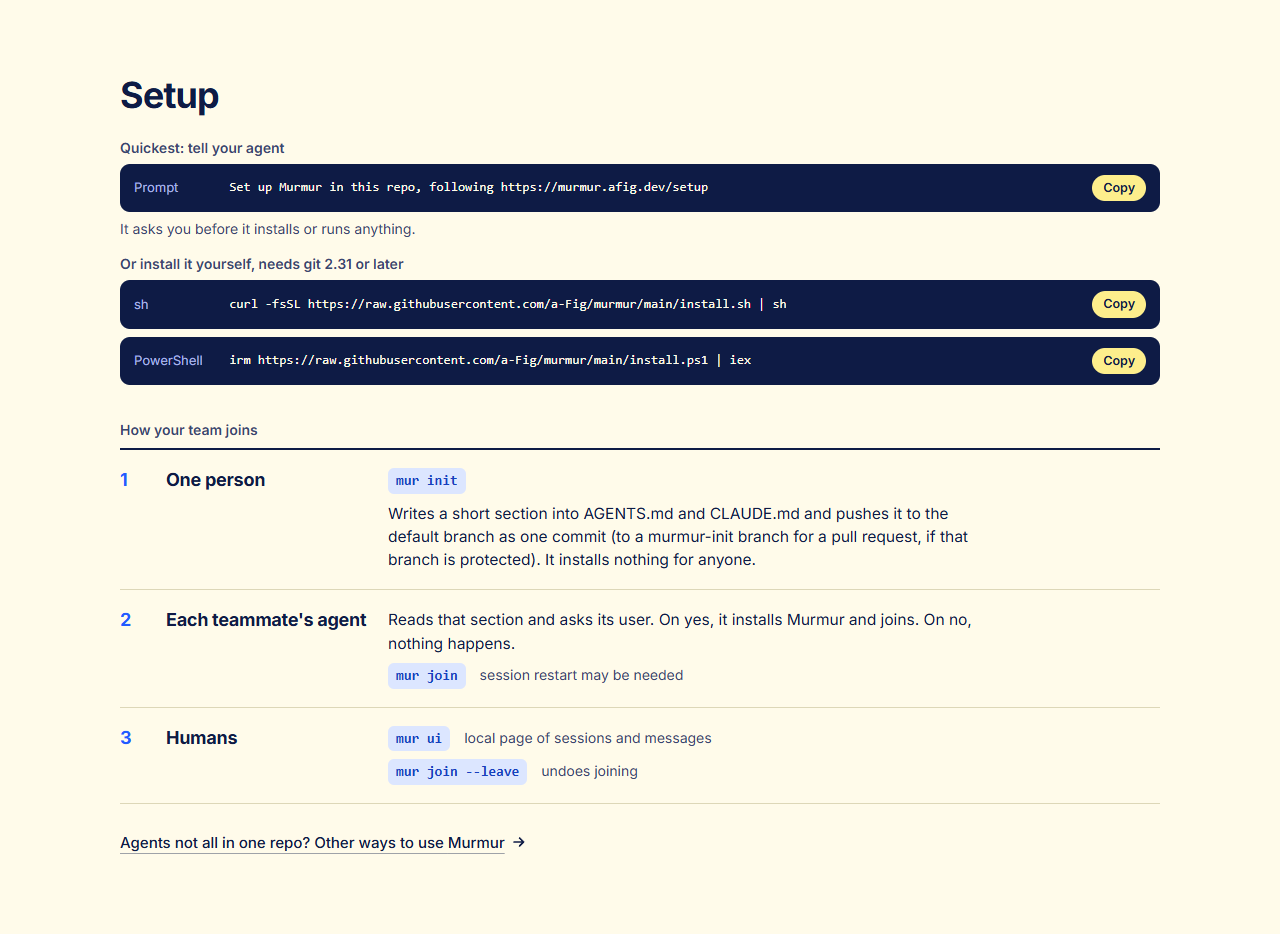 Setup
Quickest: tell your agent
Prompt Set up Murmur in this repo, following https://murmur.afig.dev/setup Copy
It asks you before it installs or runs anything.
Or install it yourself, needs git 2.31 or later
sh curl -fsSL https://raw.githubusercontent.com/a-Fig/murmur/main/install.sh | sh Copy
PowerShell irm https://raw.githubusercontent.com/a-Fig/murmur/main/install.ps1 | iex Copy
How your team joins
1 One person mur init
Writes a short section into AGENTS.md and CLAUDE.md and pushes it to the
default branch as one commit (to a murmur-init branch for a pull request, if that
branch is protected). It installs nothing for anyone.
2 Each teammate's agent Reads that section and asks its user. On yes, it installs Murmur and joins. On no,
nothing happens.
mur join session restart may be needed
3 Humans mur ui local page of sessions and messages
mur join --leave undoes joining
Agents not all in one repo? Other ways to use Murmur →